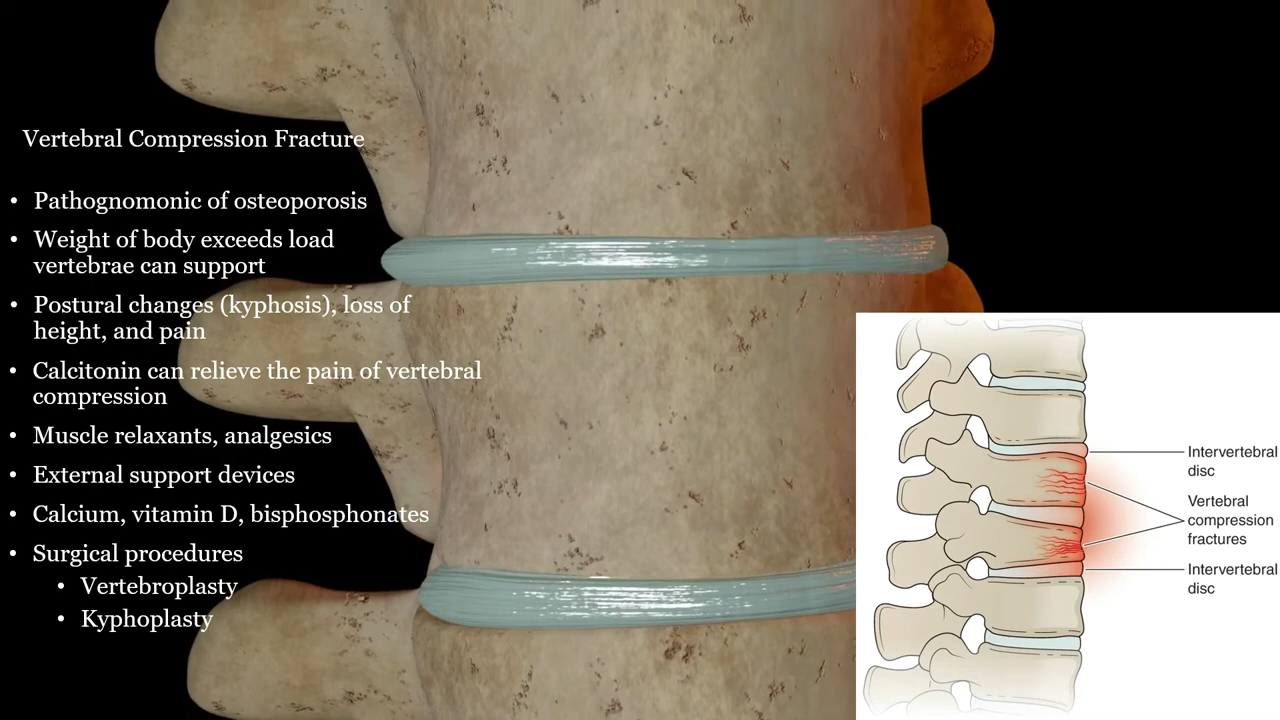 Vertebral Compression Fracture
• Pathognomonic of osteoporosis
• Weight of body exceeds load
vertebrae can support
• Postural changes (kyphosis), loss of
height, and pain
• Calcitonin can relieve the pain of vertebral
compression
• Muscle relaxants, analgesics
• External support devices
• Calcium, vitamin D, bisphosphonates
• Surgical procedures
• Vertebroplasty
• Kyphoplasty
Intervertebral
disc
Vertebral
compression
fractures
Intervertebral
disc